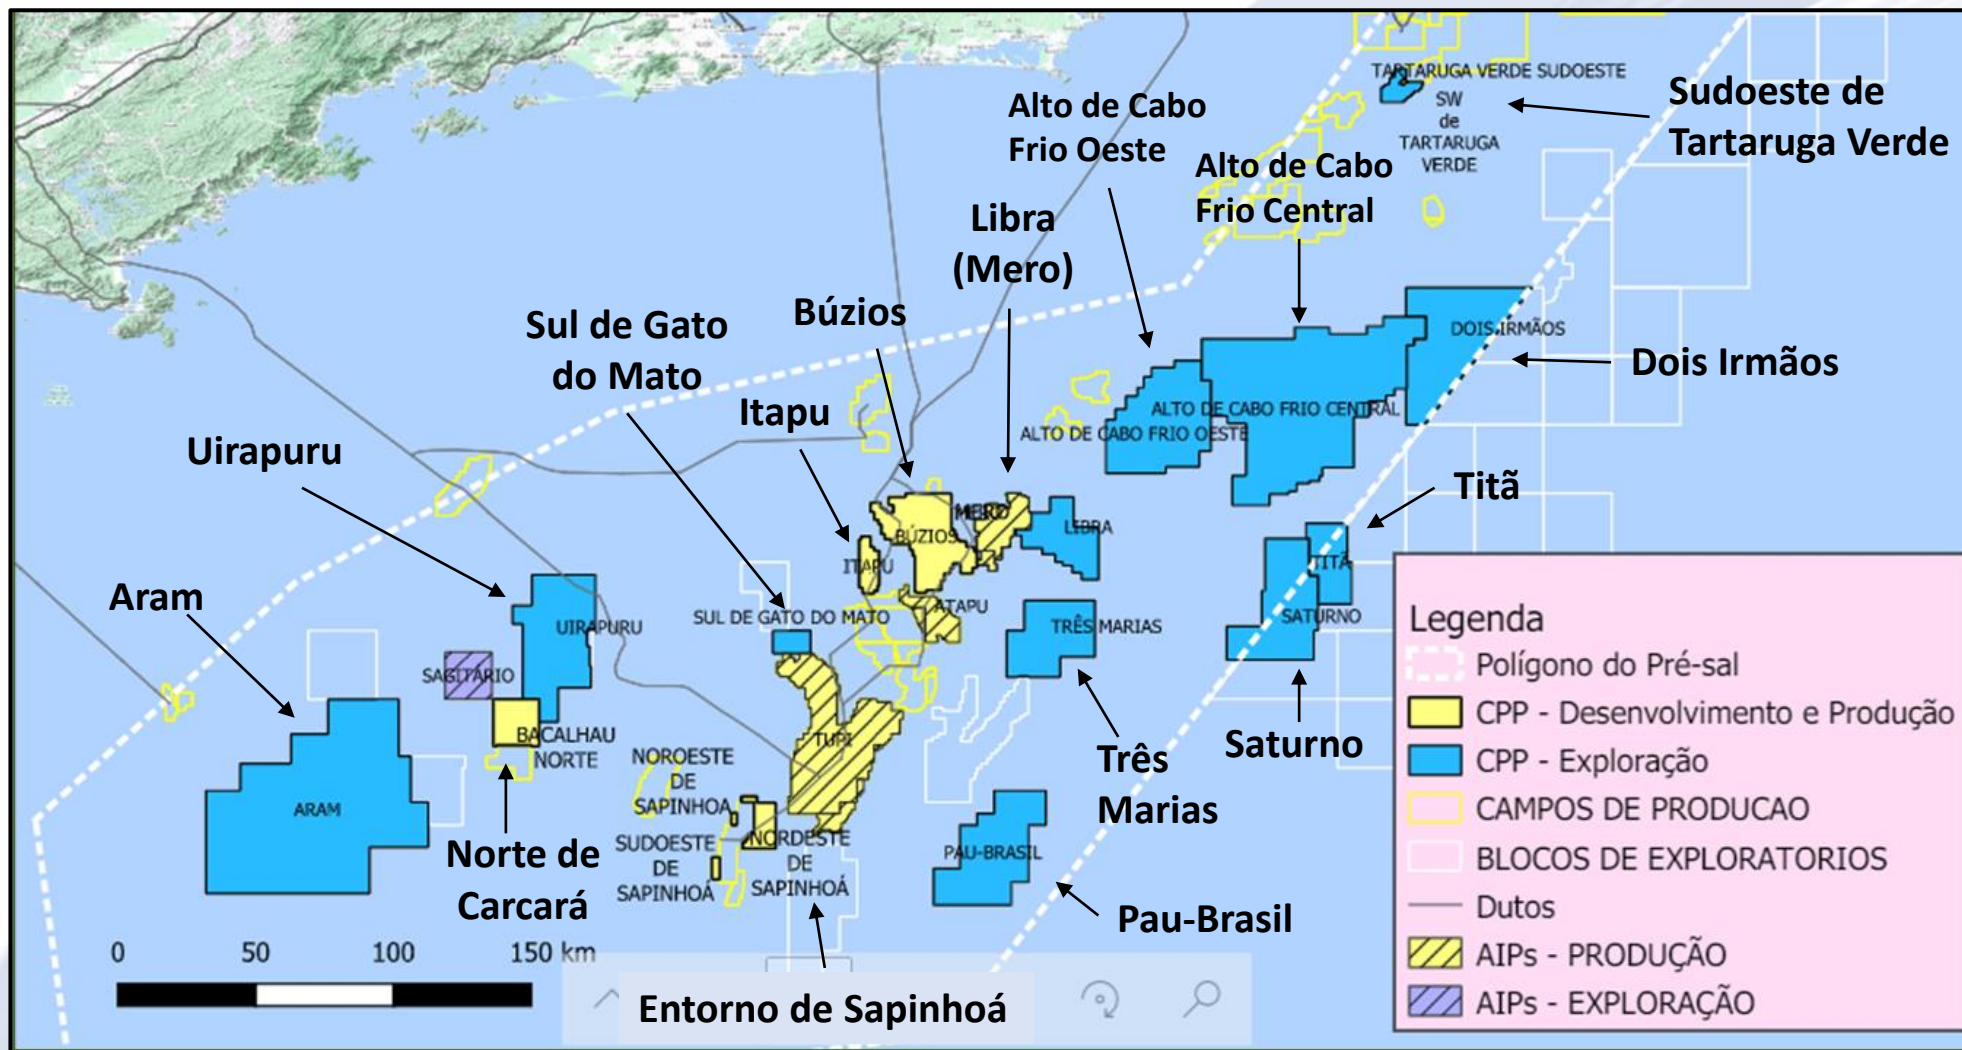 TARTARUGA VERDE SUDOESTE
SW
de
TARTARUGA
VERDE
Sudoeste de
Tartaruga Verde
Alto de Cabo
Frio Oeste
Alto de Cabo
Frio Central
Libra
(Mero)
Búzios
Sul de Gato
do Mato
Itapu
Uirapuru
Aram
DOIS IRMÃOS
Dois Irmãos
ALTO DE CABO FRIO CENTRAL
ALTO DE CABO FRIO OESTE
Titã
MERO
BÚZIOS
LIBRA
ITAPU
TITÃ
ATAPU
SUL DE GATO DO MATO
UIRAPURU
TRÊS MARIAS
SATURNO
SAGITÁRIO
BACALHAU
NORTE
TUPI
NOROESTE
DE
SAPINHOA
ARAM
Três
Marias
Saturno
SUDOESTE
DE
SAPINHOÁ
NORDESTE
DE
SAPINHOÁ
PAU-BRASIL
Norte de
Carcará
Pau-Brasil
Entorno de Sapinhoá
0 50 100 150 km
Legenda
Polígono do Pré-sal
CPP - Desenvolvimento e Produção
CPP - Exploração
CAMPOS DE PRODUCAO
BLOCOS DE EXPLORATORIOS
Dutos
AIPs - PRODUÇÃO
AIPs - EXPLORAÇÃO